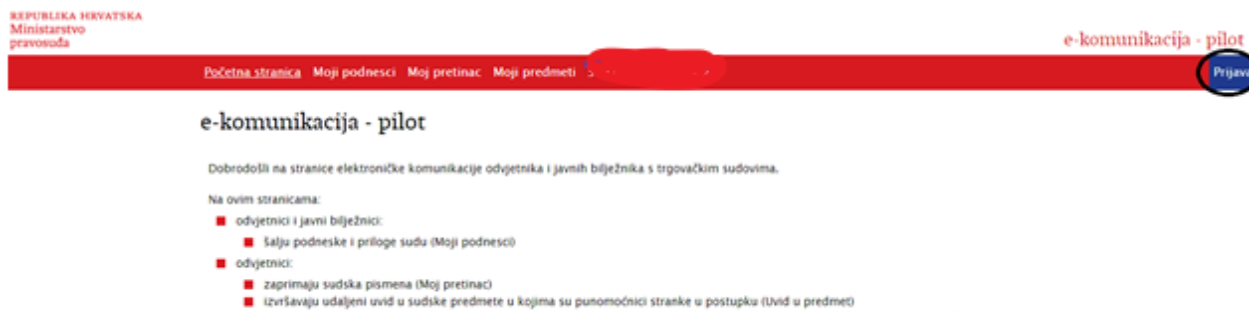 REPUBLIKA HRVATSKA
Ministarstvo
pravosuđa
e-komunikacija - pilot
Početna stranica Moji podnesci Moj pretinac Moji predmeti
Prijava
e-komunikacija - pilot
Dobrodošli na stranice elektroničke komunikacije odvjetnika i javnih bilježnika s trgovačkim sudovima.
Na ovim stranicama:
odvjetnici i javni bilježnici:
šalju podneske i priloge sudu (Moji podnesci)
odvjetnici:
zaprimaju sudska pismena (Moj pretinac)
izvršavaju udaljeni uvid u sudske predmete u kojima su punomoćnici stranke u postupku (Uvid u predmet)